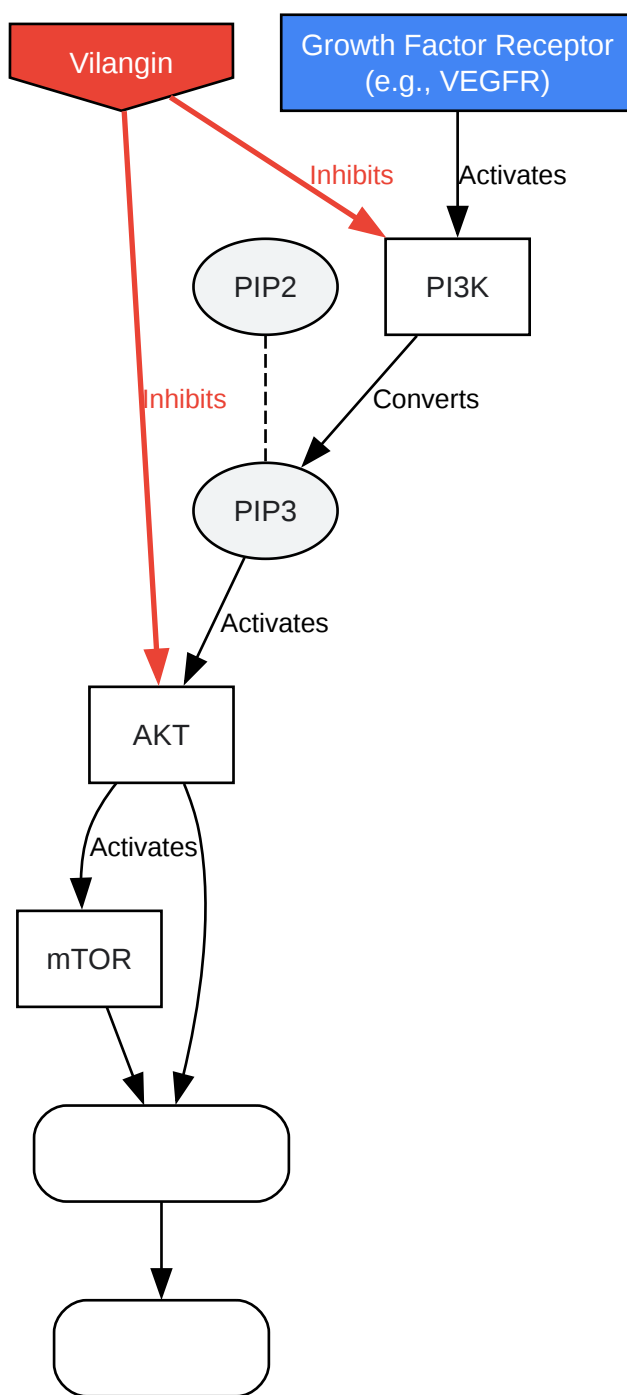 Vilangin
Growth Factor Receptor
(e.g., VEGFR)
Inhibits
Activates
PIP2
PI3K
Inhibits
Converts
PIP3
Activates
AKT
Activates
mTOR